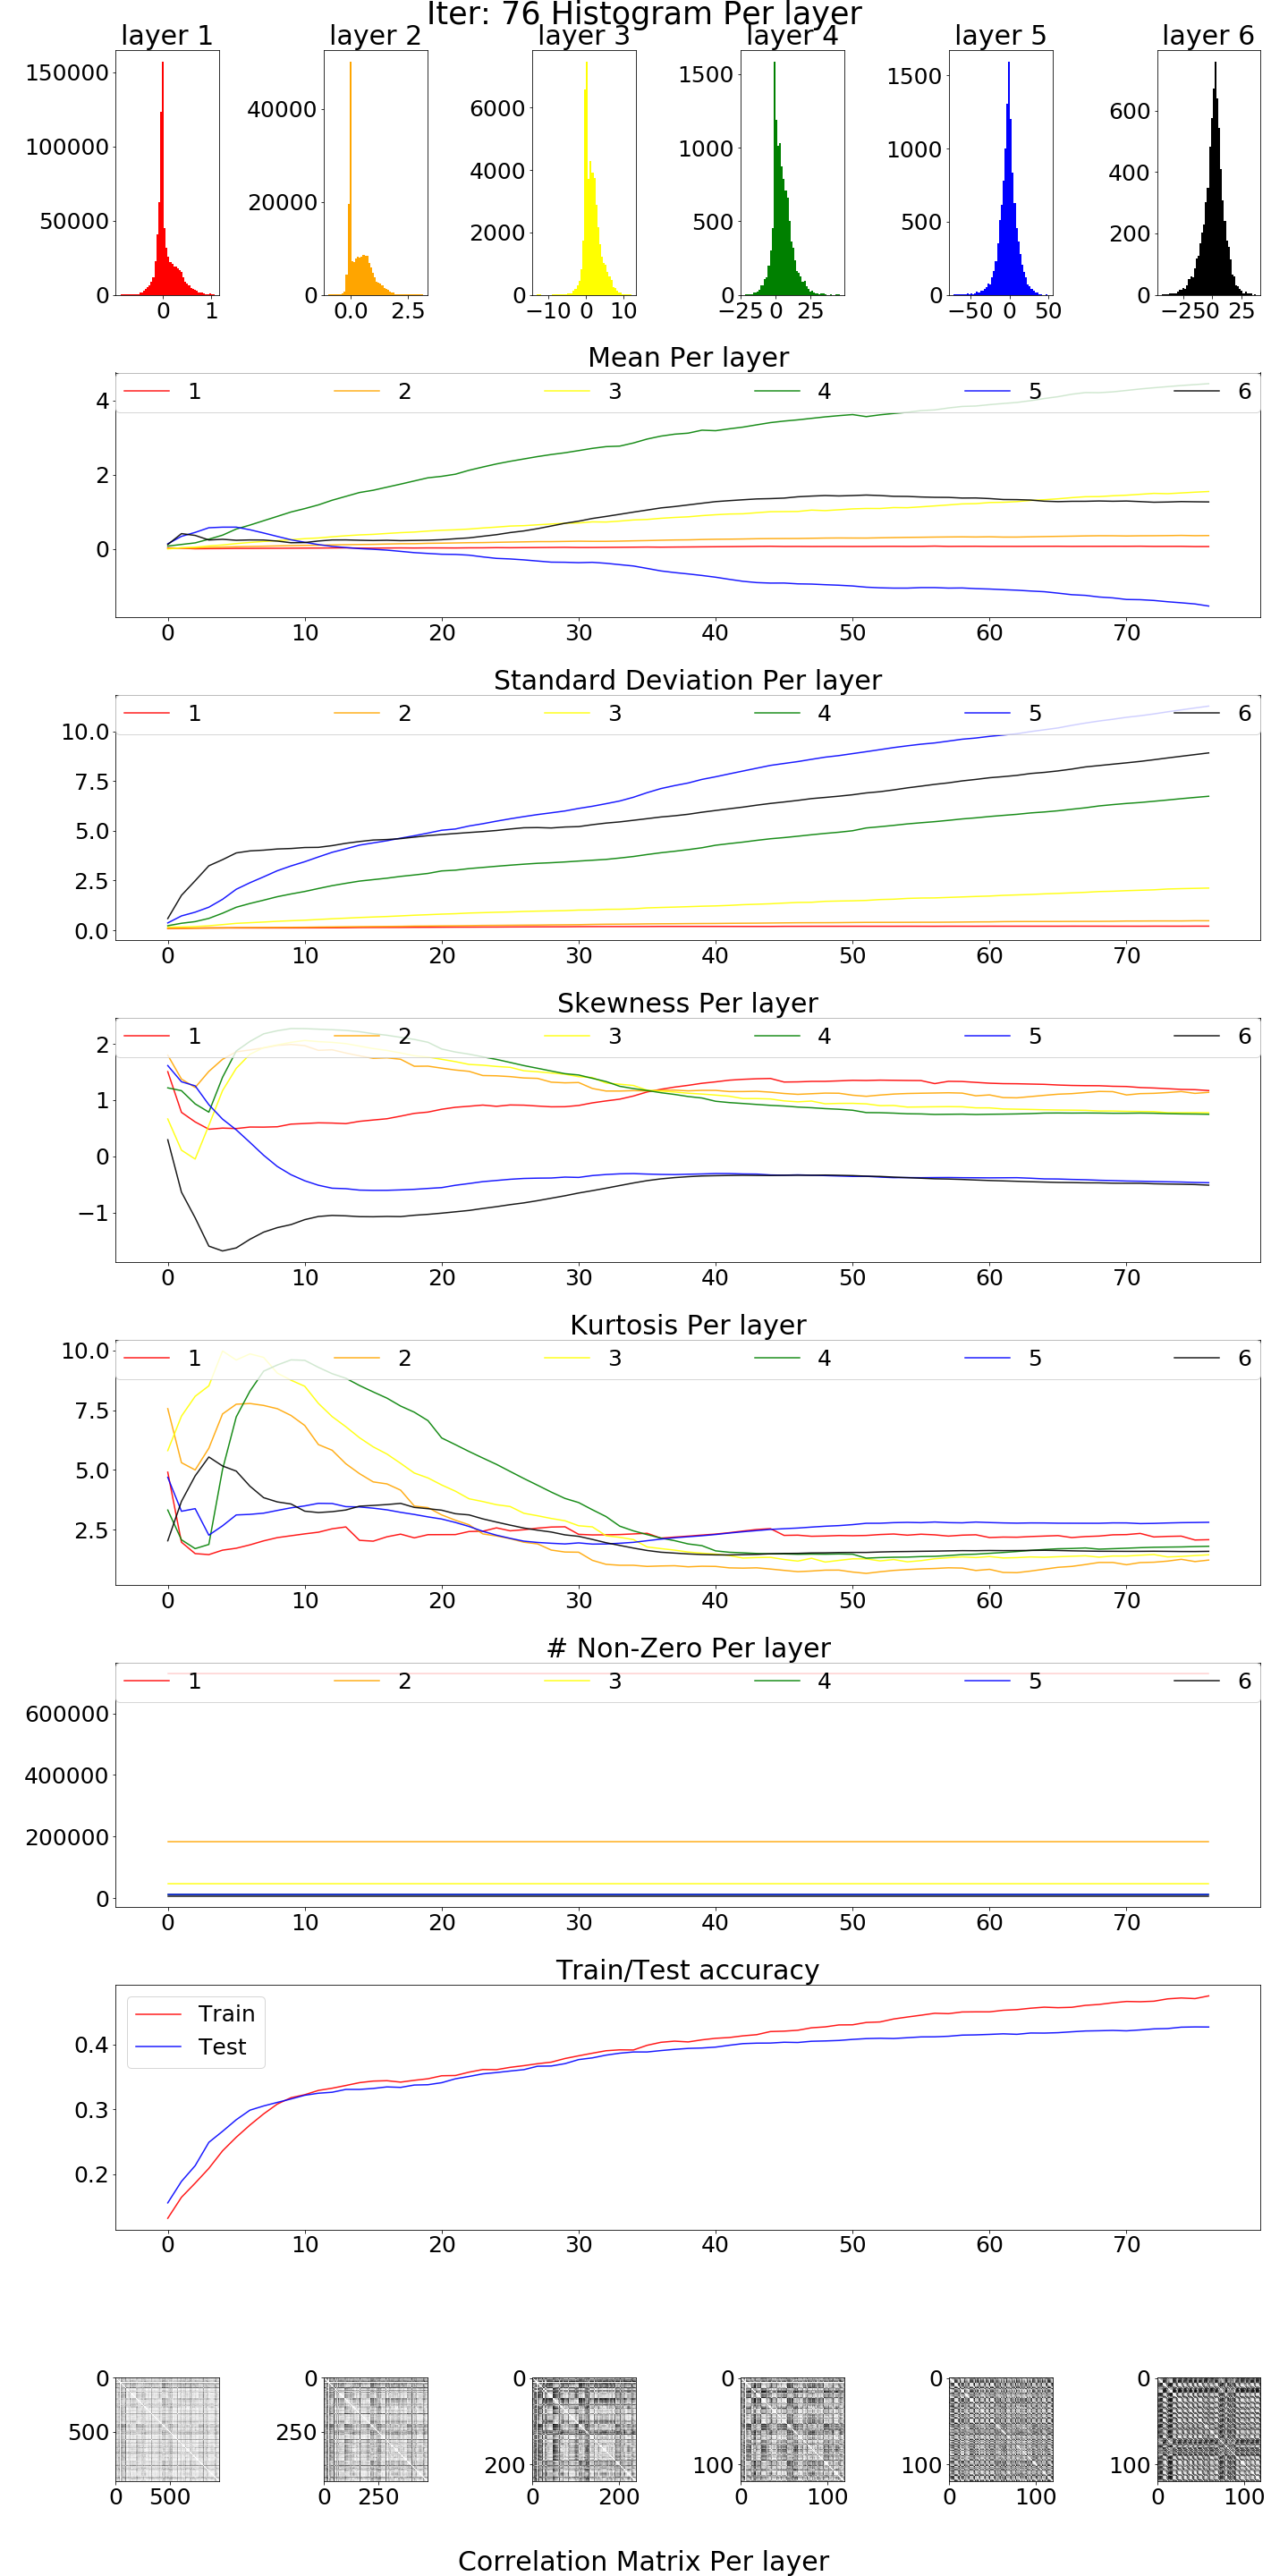 Iter: 76 Histogram Per layer
layer 1 layer 2 layer 3 layer 4 layer 5 layer 6
150000 100000 50000 0
40000 20000 0
6000 4000 2000 0
1500 1000 500 0
1500 1000 500 0
600 400 200 0
0 1 0.0 2.5 −10 0 10 −25 0 25 −50 0 50 −25 0 25
Mean Per layer
1 2 3 4 5 6
4
2
0
0 10 20 30 40 50 60 70
Standard Deviation Per layer
1 2 3 4 5 6
10.0
7.5
5.0
2.5
0.0
0 10 20 30 40 50 60 70
Skewness Per layer
1 2 3 4 5 6
2
1
0
−1
0 10 20 30 40 50 60 70
Kurtosis Per layer
1 2 3 4 5 6
10.0
7.5
5.0
2.5
0 10 20 30 40 50 60 70
# Non-Zero Per layer
1 2 3 4 5 6
600000
400000
200000
0
0 10 20 30 40 50 60 70
Train/Test accuracy
Train
Test
0.4
0.3
0.2
0 10 20 30 40 50 60 70
0 0 0 0 0 0
500 250 200 100 100 100
0 500 0 250 0 200 0 100 0 100 0 100
Correlation Matrix Per layer